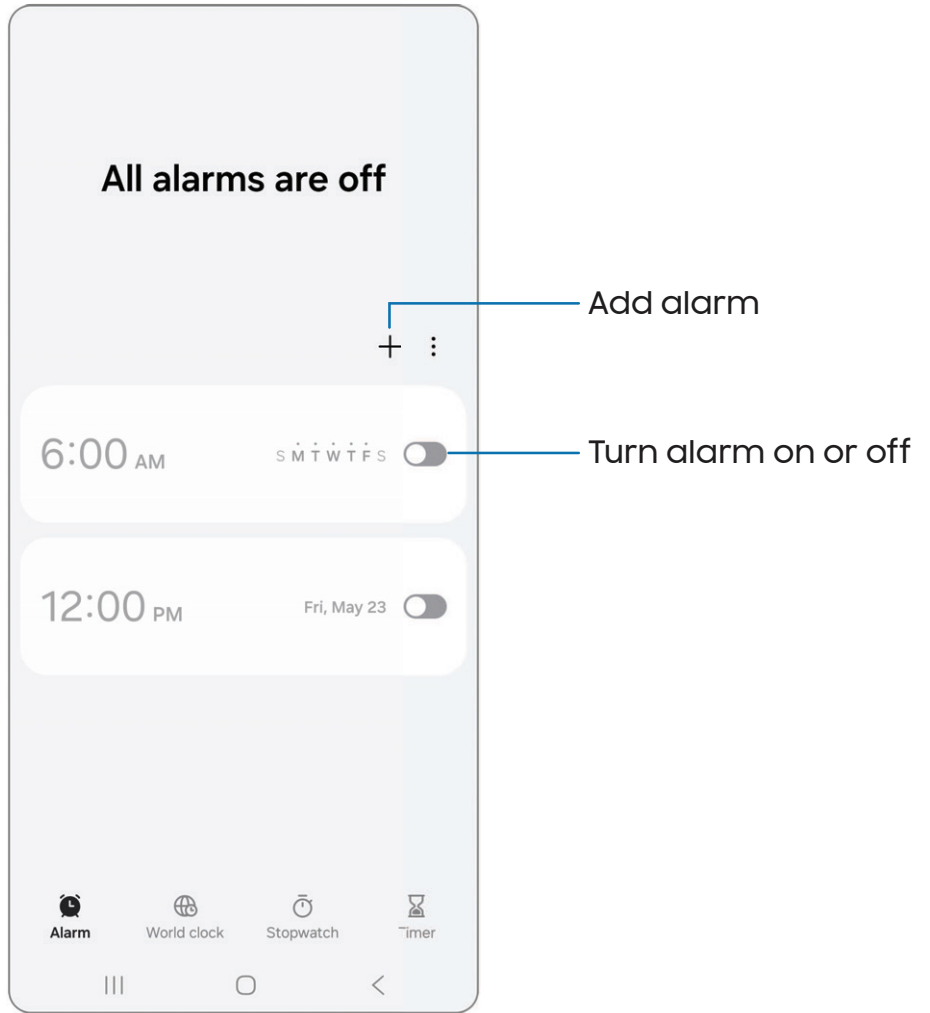 All alarms are off
Add alarm
6:00 AM S M T W T F S Turn alarm on or off
12:00 PM Fri, May 23
Alarm World clock Stopwatch Timer